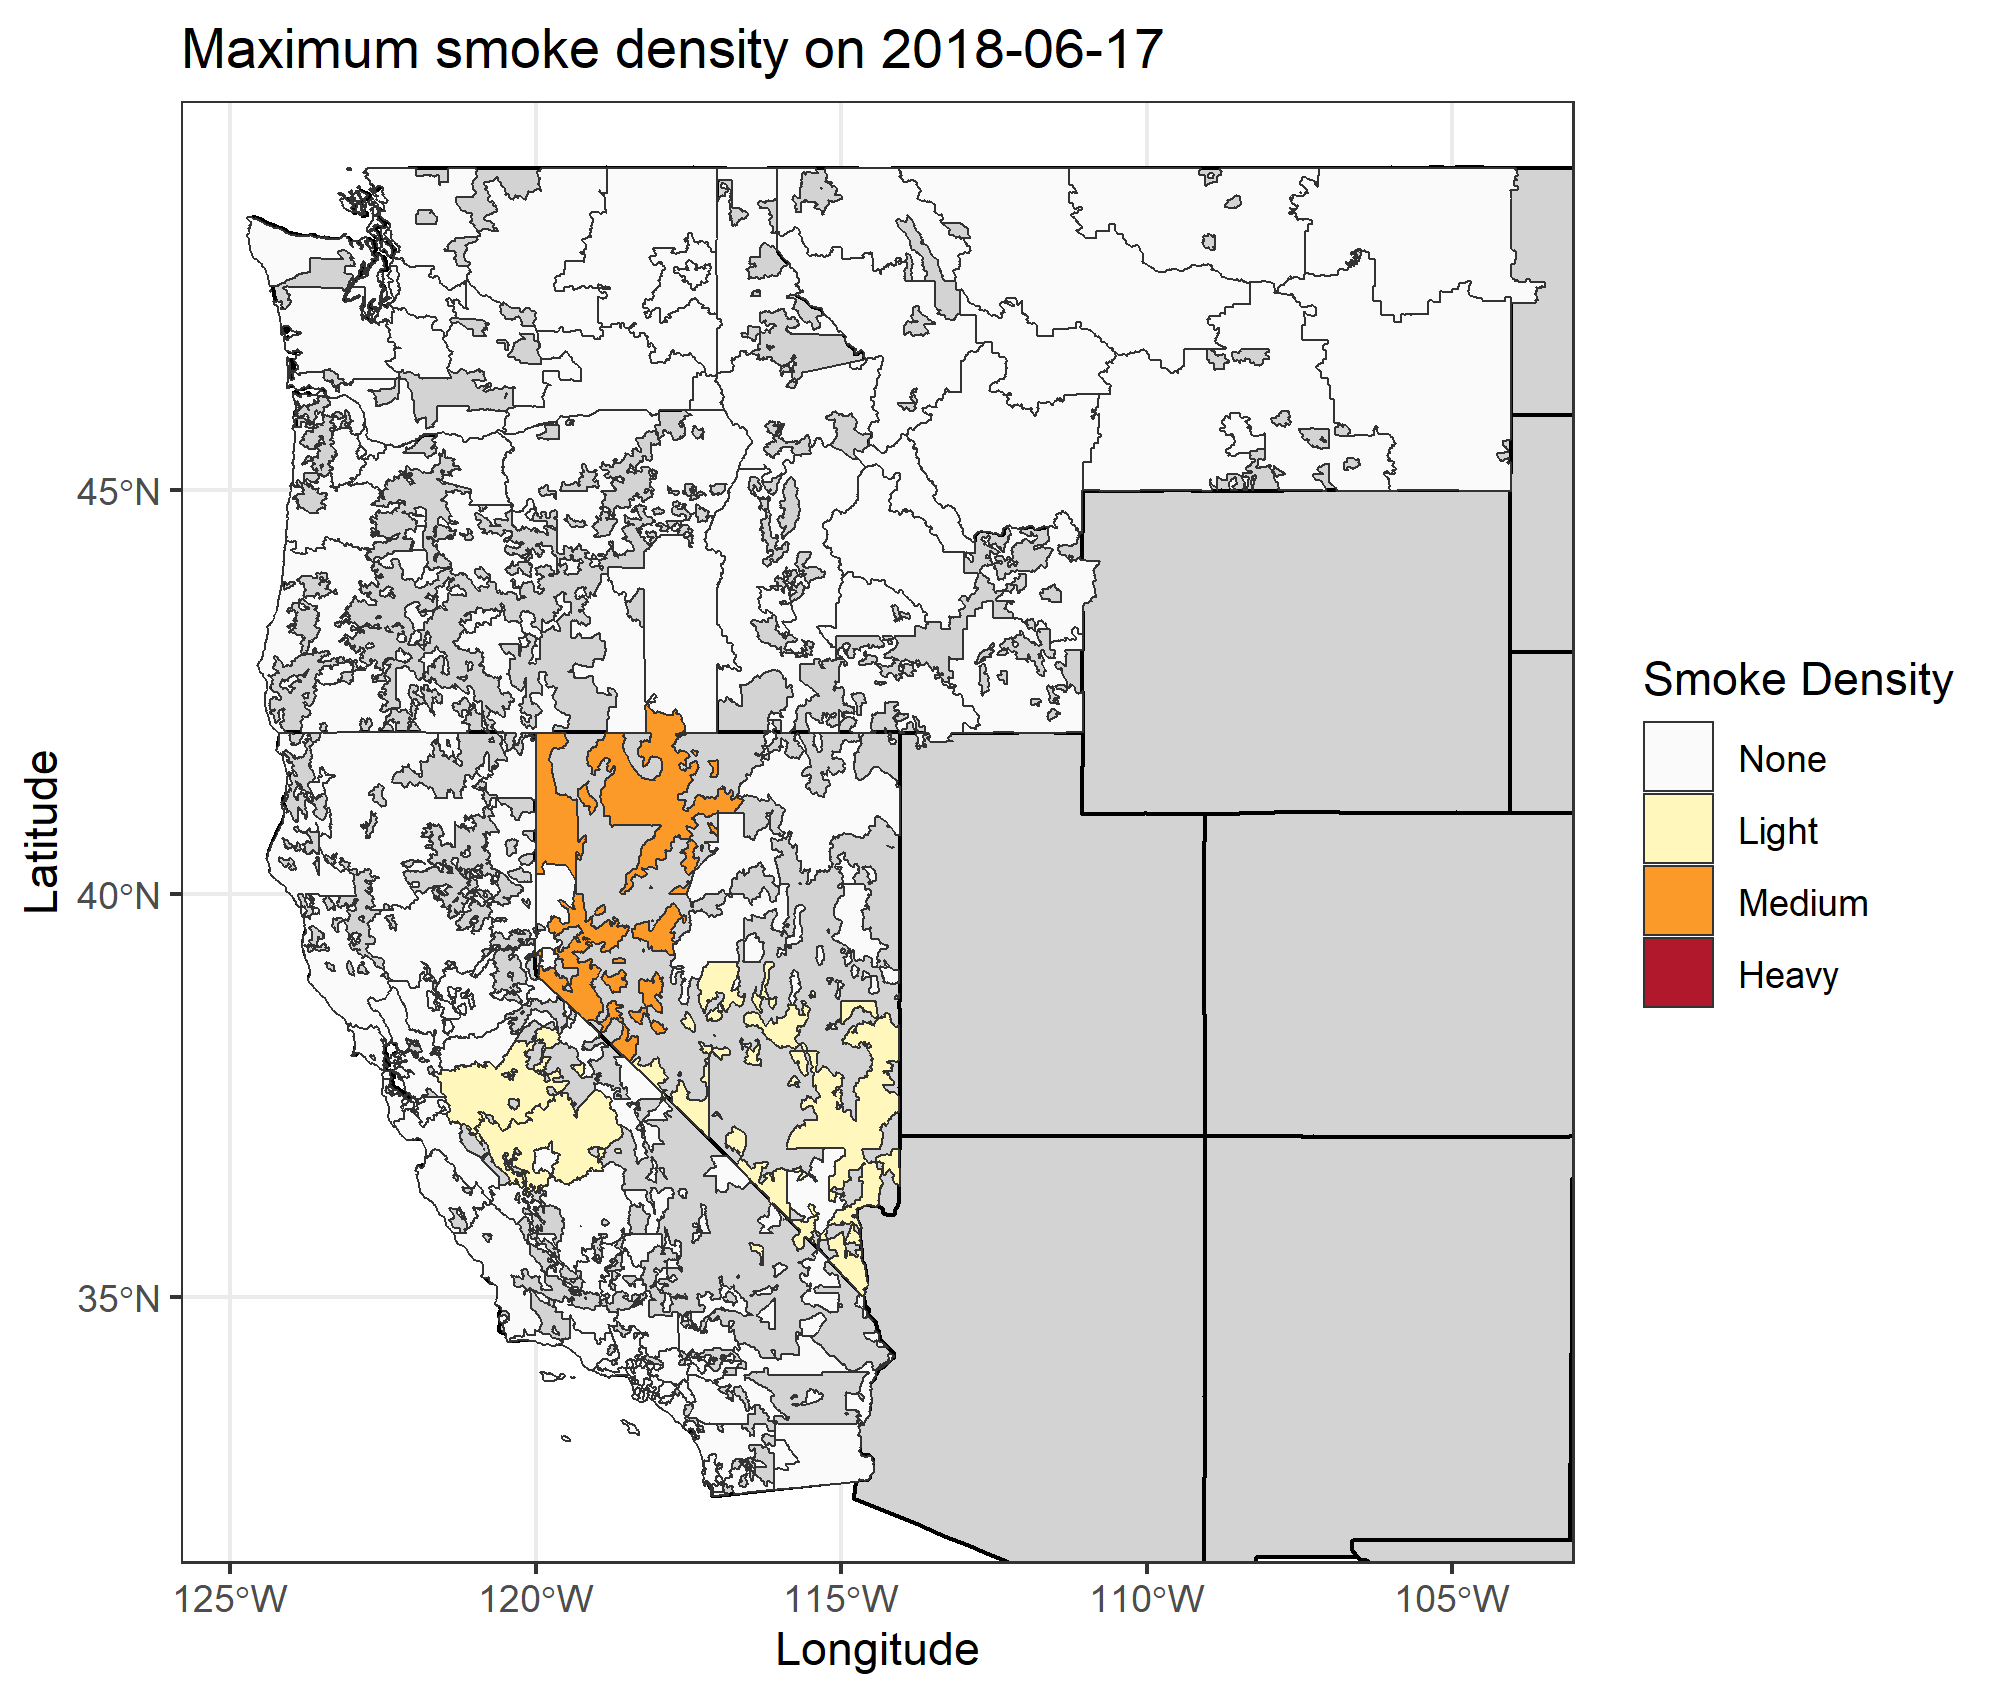 Maximum smoke density on 2018-06-17
Latitude
45°N
40°N
35°N
125°W
120°W
115°W
110°W
105°W
Longitude
Smoke Density
None
Light
Medium
Heavy